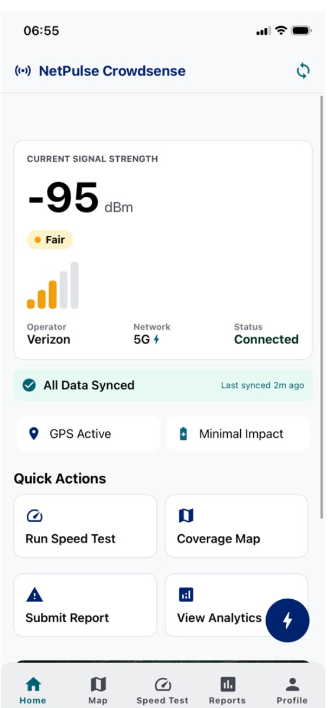 06:55
NetPulse Crowdsense
CURRENT SIGNAL STRENGTH
-95 dBm
Fair
Operator Network Status
Verizon 5G Connected
All Data Synced Last synced 2m ago
GPS Active Minimal Impact
Quick Actions
Run Speed Test Coverage Map
Submit Report View Analytics
Home Map Speed Test Reports Profile